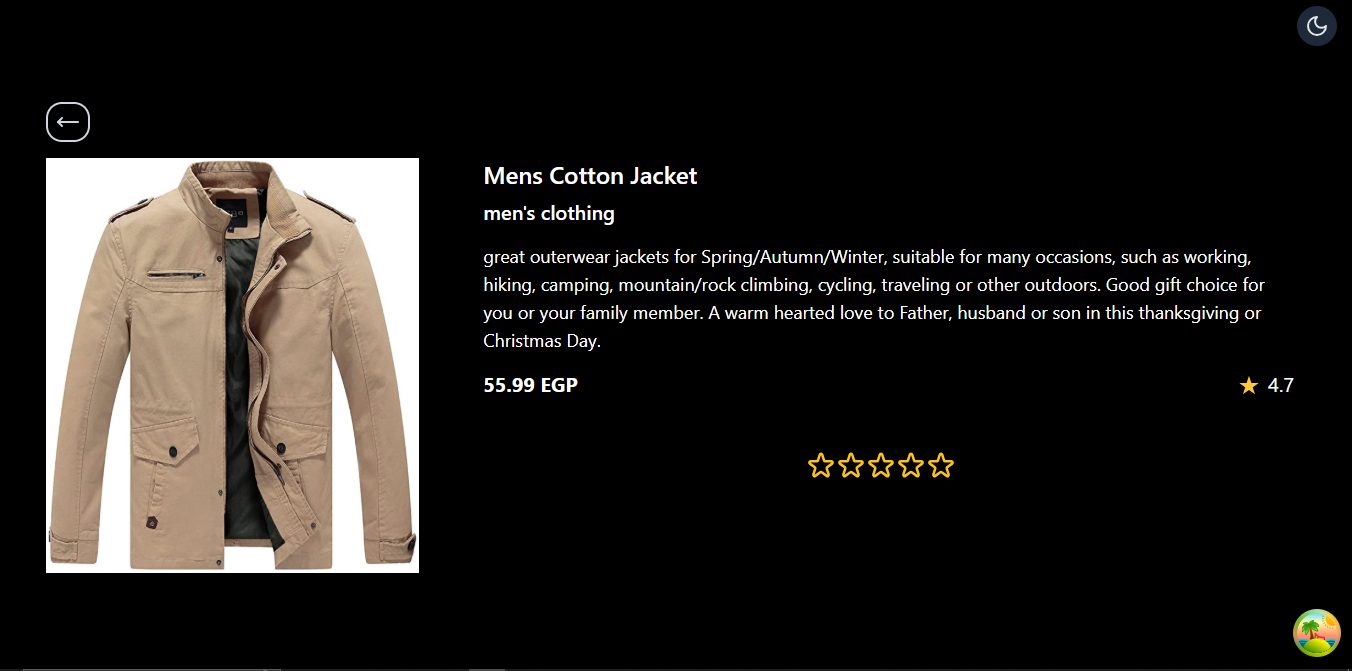 Mens Cotton Jacket
men's clothing
great outerwear jackets for Spring/Autumn/Winter, suitable for many occasions, such as working,
hiking, camping, mountain/rock climbing, cycling, traveling or other outdoors. Good gift choice for
you or your family member. A warm hearted love to Father, husband or son in this thanksgiving or
Christmas Day.
55.99 EGP
4.7